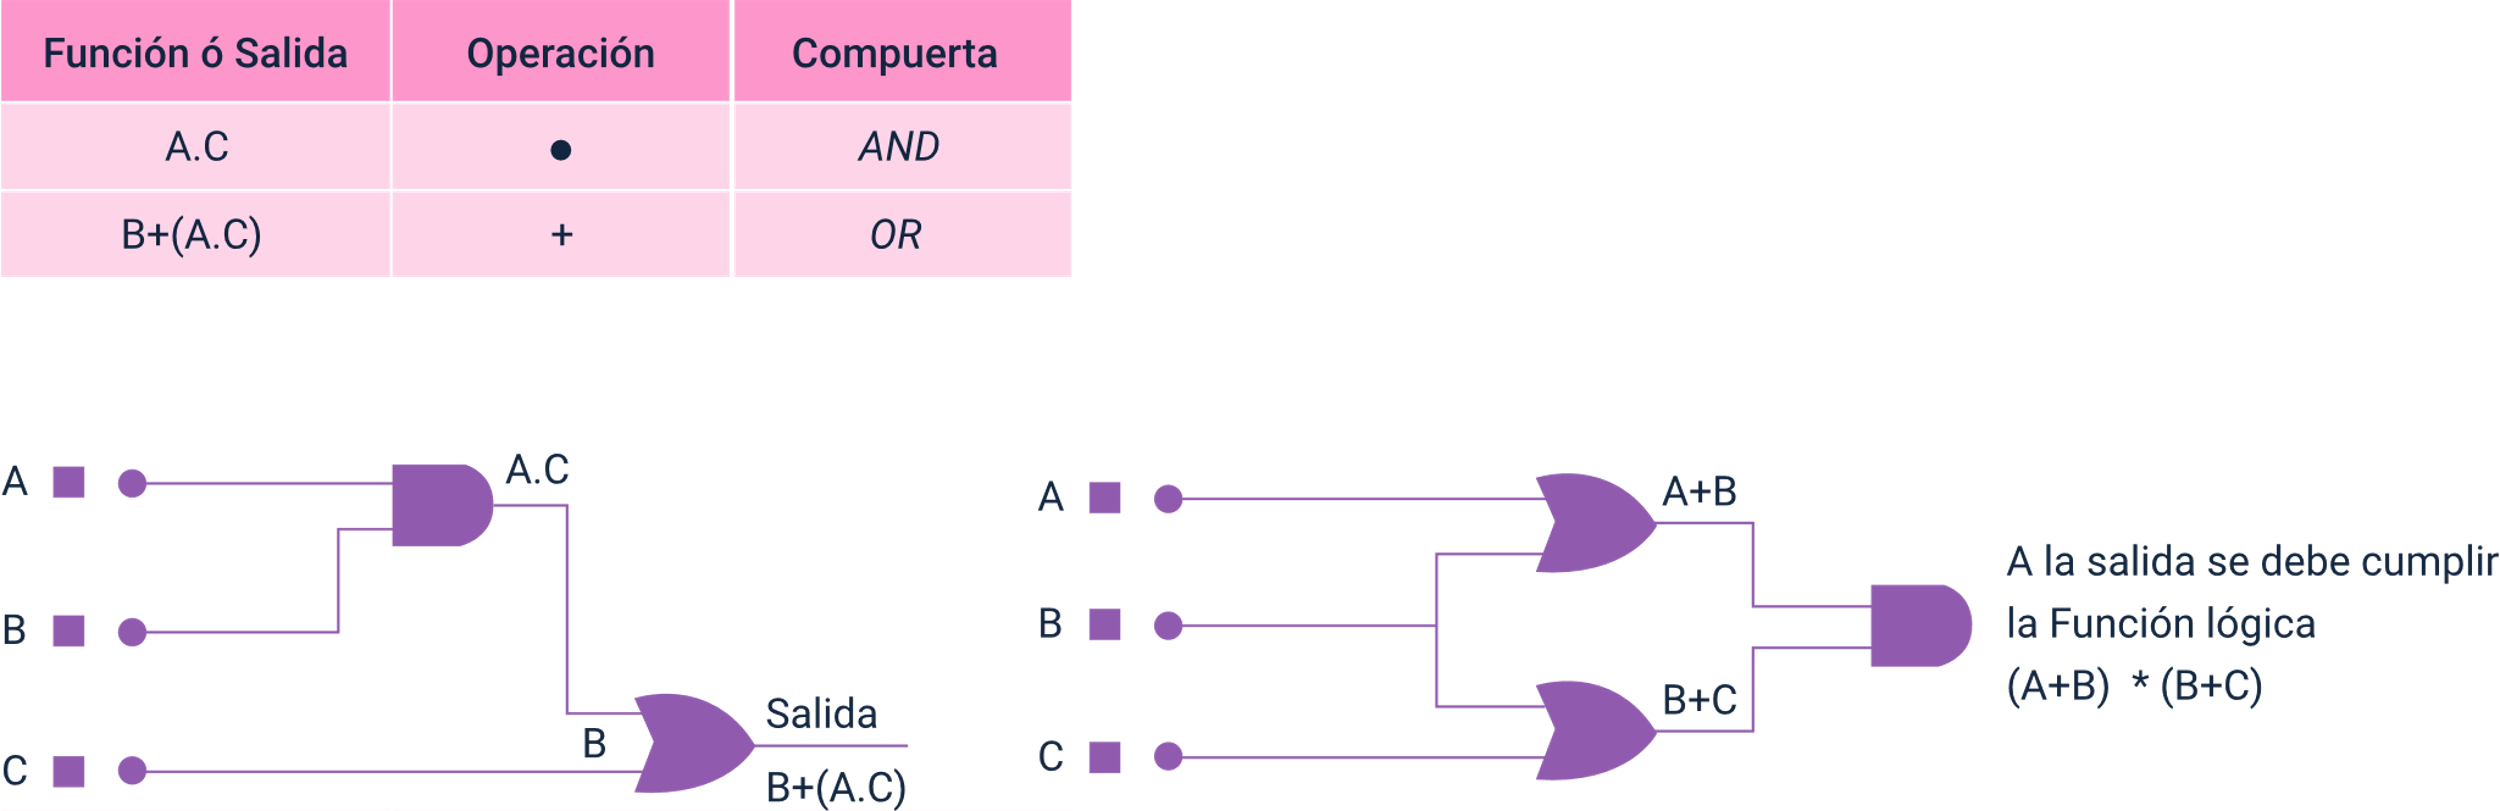 Función ó Salida Operación Compuerta
A.C ● AND
B+(A.C) + OR
A
A.C
B
B
C
Salida
B+(A.C)
A
A+B
B
B+C
C
A la salida se debe cumplir
la Función lógica
(A+B) * (B+C)